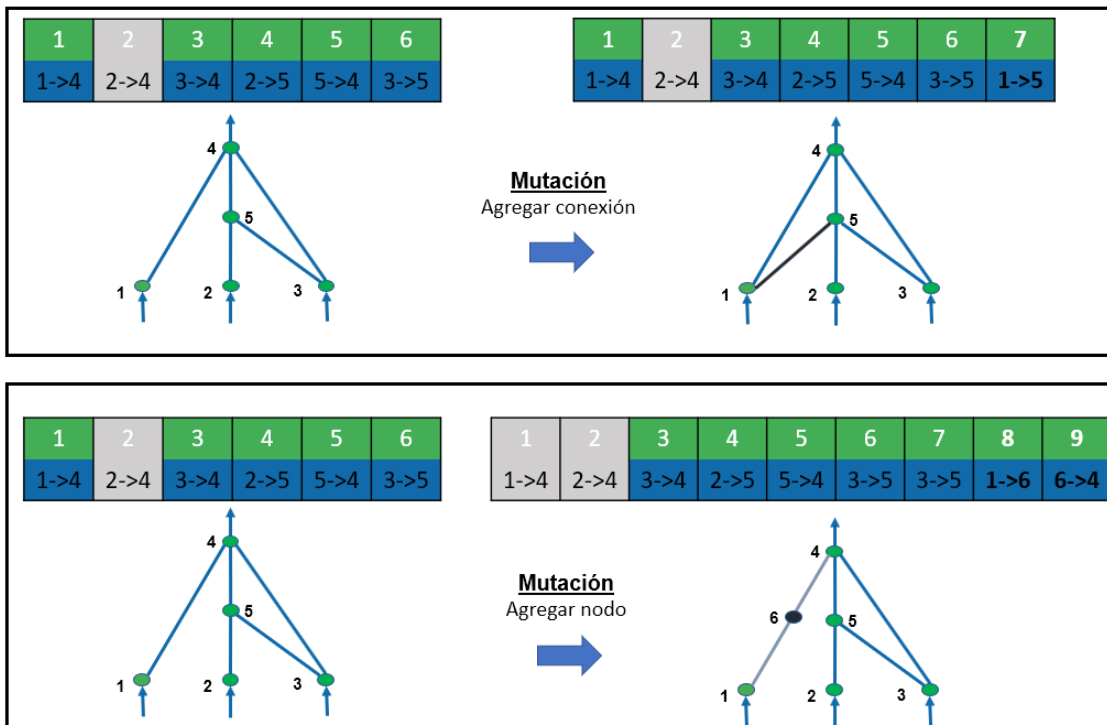 1 2 3 4 5 6
1->4 2->4 3->4 2->5 5->4 3->5
1 2 3 4 5 6 7
1->4 2->4 3->4 2->5 5->4 3->5 1->5
4
5
1 2 3
Mutación
Agregar conexión
4
5
1 2 3
1 2 3 4 5 6
1->4 2->4 3->4 2->5 5->4 3->5
1 2 3 4 5 6 7 8 9
1->4 2->4 3->4 2->5 5->4 3->5 3->5 1->6 6->4
4
5
1 2 3
Mutación
Agregar nodo
4
6 5
1 2 3